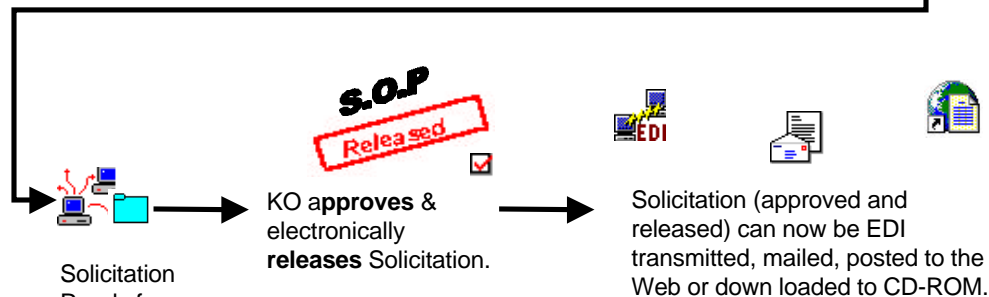 S.O.P
Released
EDI
KO approves &
electronically
releases Solicitation.
Solicitation (approved and
released) can now be EDI
transmitted, mailed, posted to the
Web or down loaded to CD-ROM.
Solicitation